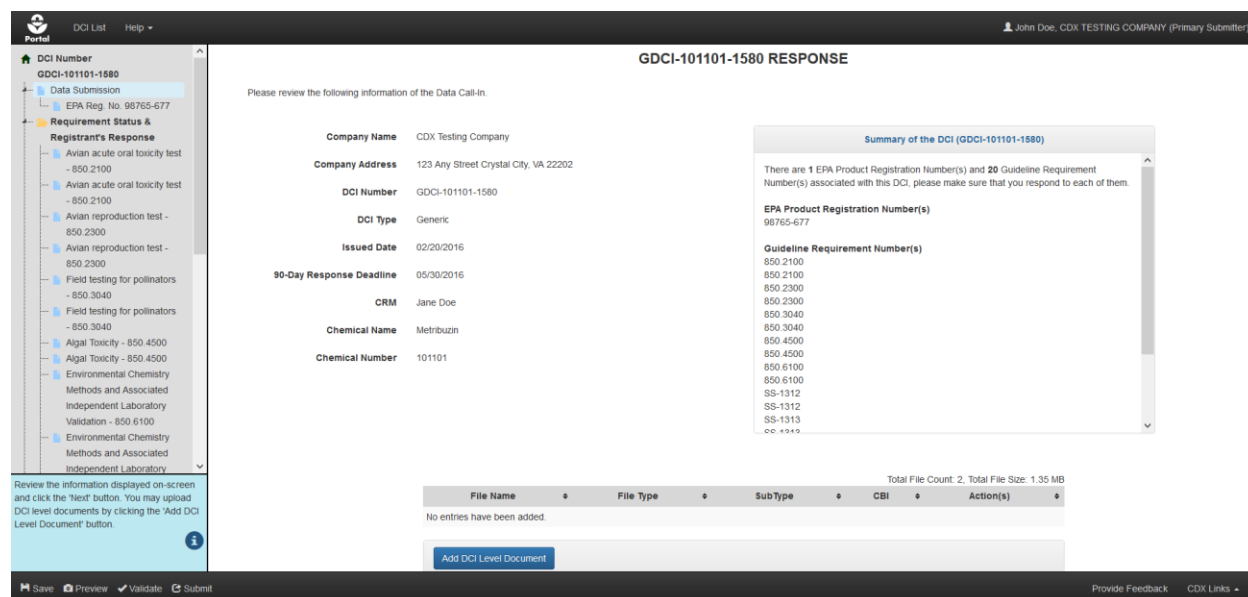 Portal
DCI List
Help
John Doe, CDX TESTING COMPANY (Primary Submitter)
DCI Number
GDCI-101101-1580
Data Submission
EPA Reg. No. 98765-677
Requirement Status &
Registrant's Response
Avian acute oral toxicity test
- 850.2100
Avian acute oral toxicity test
- 850.2100
Avian reproduction test -
850.2300
Avian reproduction test -
850.2300
Field testing for pollinators
- 850.3040
Field testing for pollinators
- 850.3040
Algal Toxicity - 850.4500
Algal Toxicity - 850.4500
Environmental Chemistry
Methods and Associated
Independent Laboratory
Validation - 850.6100
Environmental Chemistry
Methods and Associated
Independent Laboratory
Review the information displayed on-screen
and click the 'Next' button. You may upload
DCI level documents by clicking the 'Add DCI
Level Document' button.
GDCI-101101-1580 RESPONSE
Please review the following information of the Data Call-In.
Company Name CDX Testing Company
Company Address 123 Any Street Crystal City, VA 22202
DCI Number GDCI-101101-1580
DCI Type Generic
Issued Date 02/20/2016
90-Day Response Deadline 05/30/2016
CRM Jane Doe
Chemical Name Metribuzin
Chemical Number 101101
Summary of the DCI (GDCI-101101-1580)
There are 1 EPA Product Registration Number(s) and 20 Guideline Requirement
Number(s) associated with this DCI, please make sure that you respond to each of them.
EPA Product Registration Number(s)
98765-677
Guideline Requirement Number(s)
850.2100
850.2100
850.2300
850.2300
850.3040
850.3040
850.4500
850.4500
850.6100
850.6100
SS-1312
SS-1312
SS-1313
SS-1313
Total File Count: 2, Total File Size: 1.35 MB
File Name File Type SubType CBI Action(s)
No entries have been added.
Add DCI Level Document
Save Preview Validate Submit
Provide Feedback CDX Links